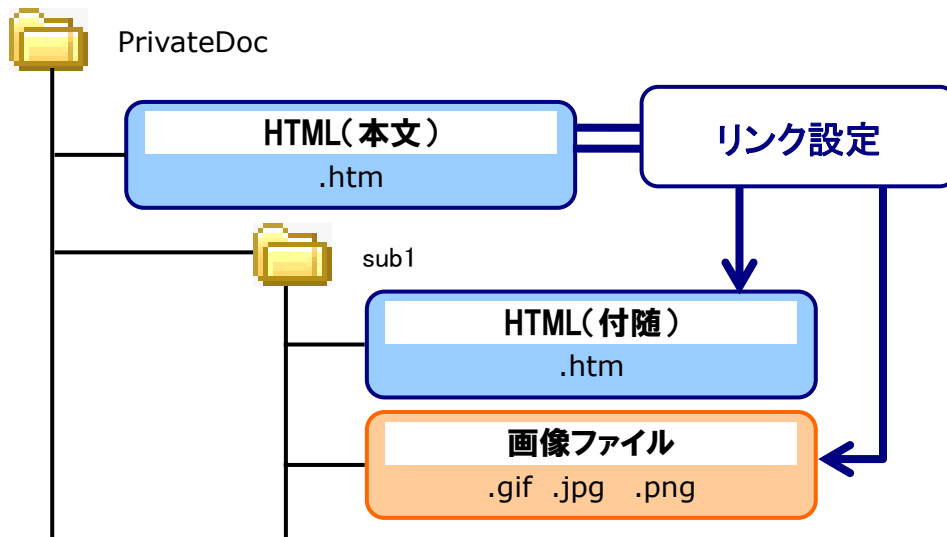 PrivateDoc
HTML(本文)
.htm
リンク設定
sub1
HTML(付随)
.htm
画像ファイル
.gif .jpg .png